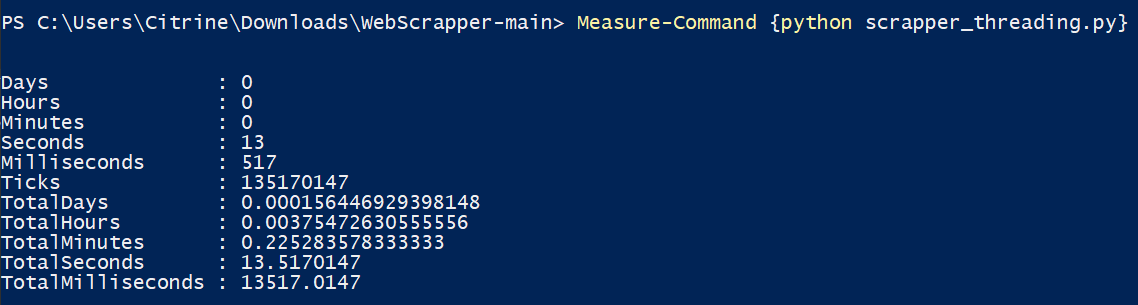 PS C:\Users\Citrine\Downloads\WebScrapper-main> Measure-Command {python scrapper_threading.py}
Days : 0
Hours : 0
Minutes : 0
Seconds : 13
Milliseconds : 517
Ticks : 135170147
TotalDays : 0.000156446929398148
TotalHours : 0.00375472630555556
TotalMinutes : 0.225283578333333
TotalSeconds : 13.5170147
TotalMilliseconds : 13517.0147